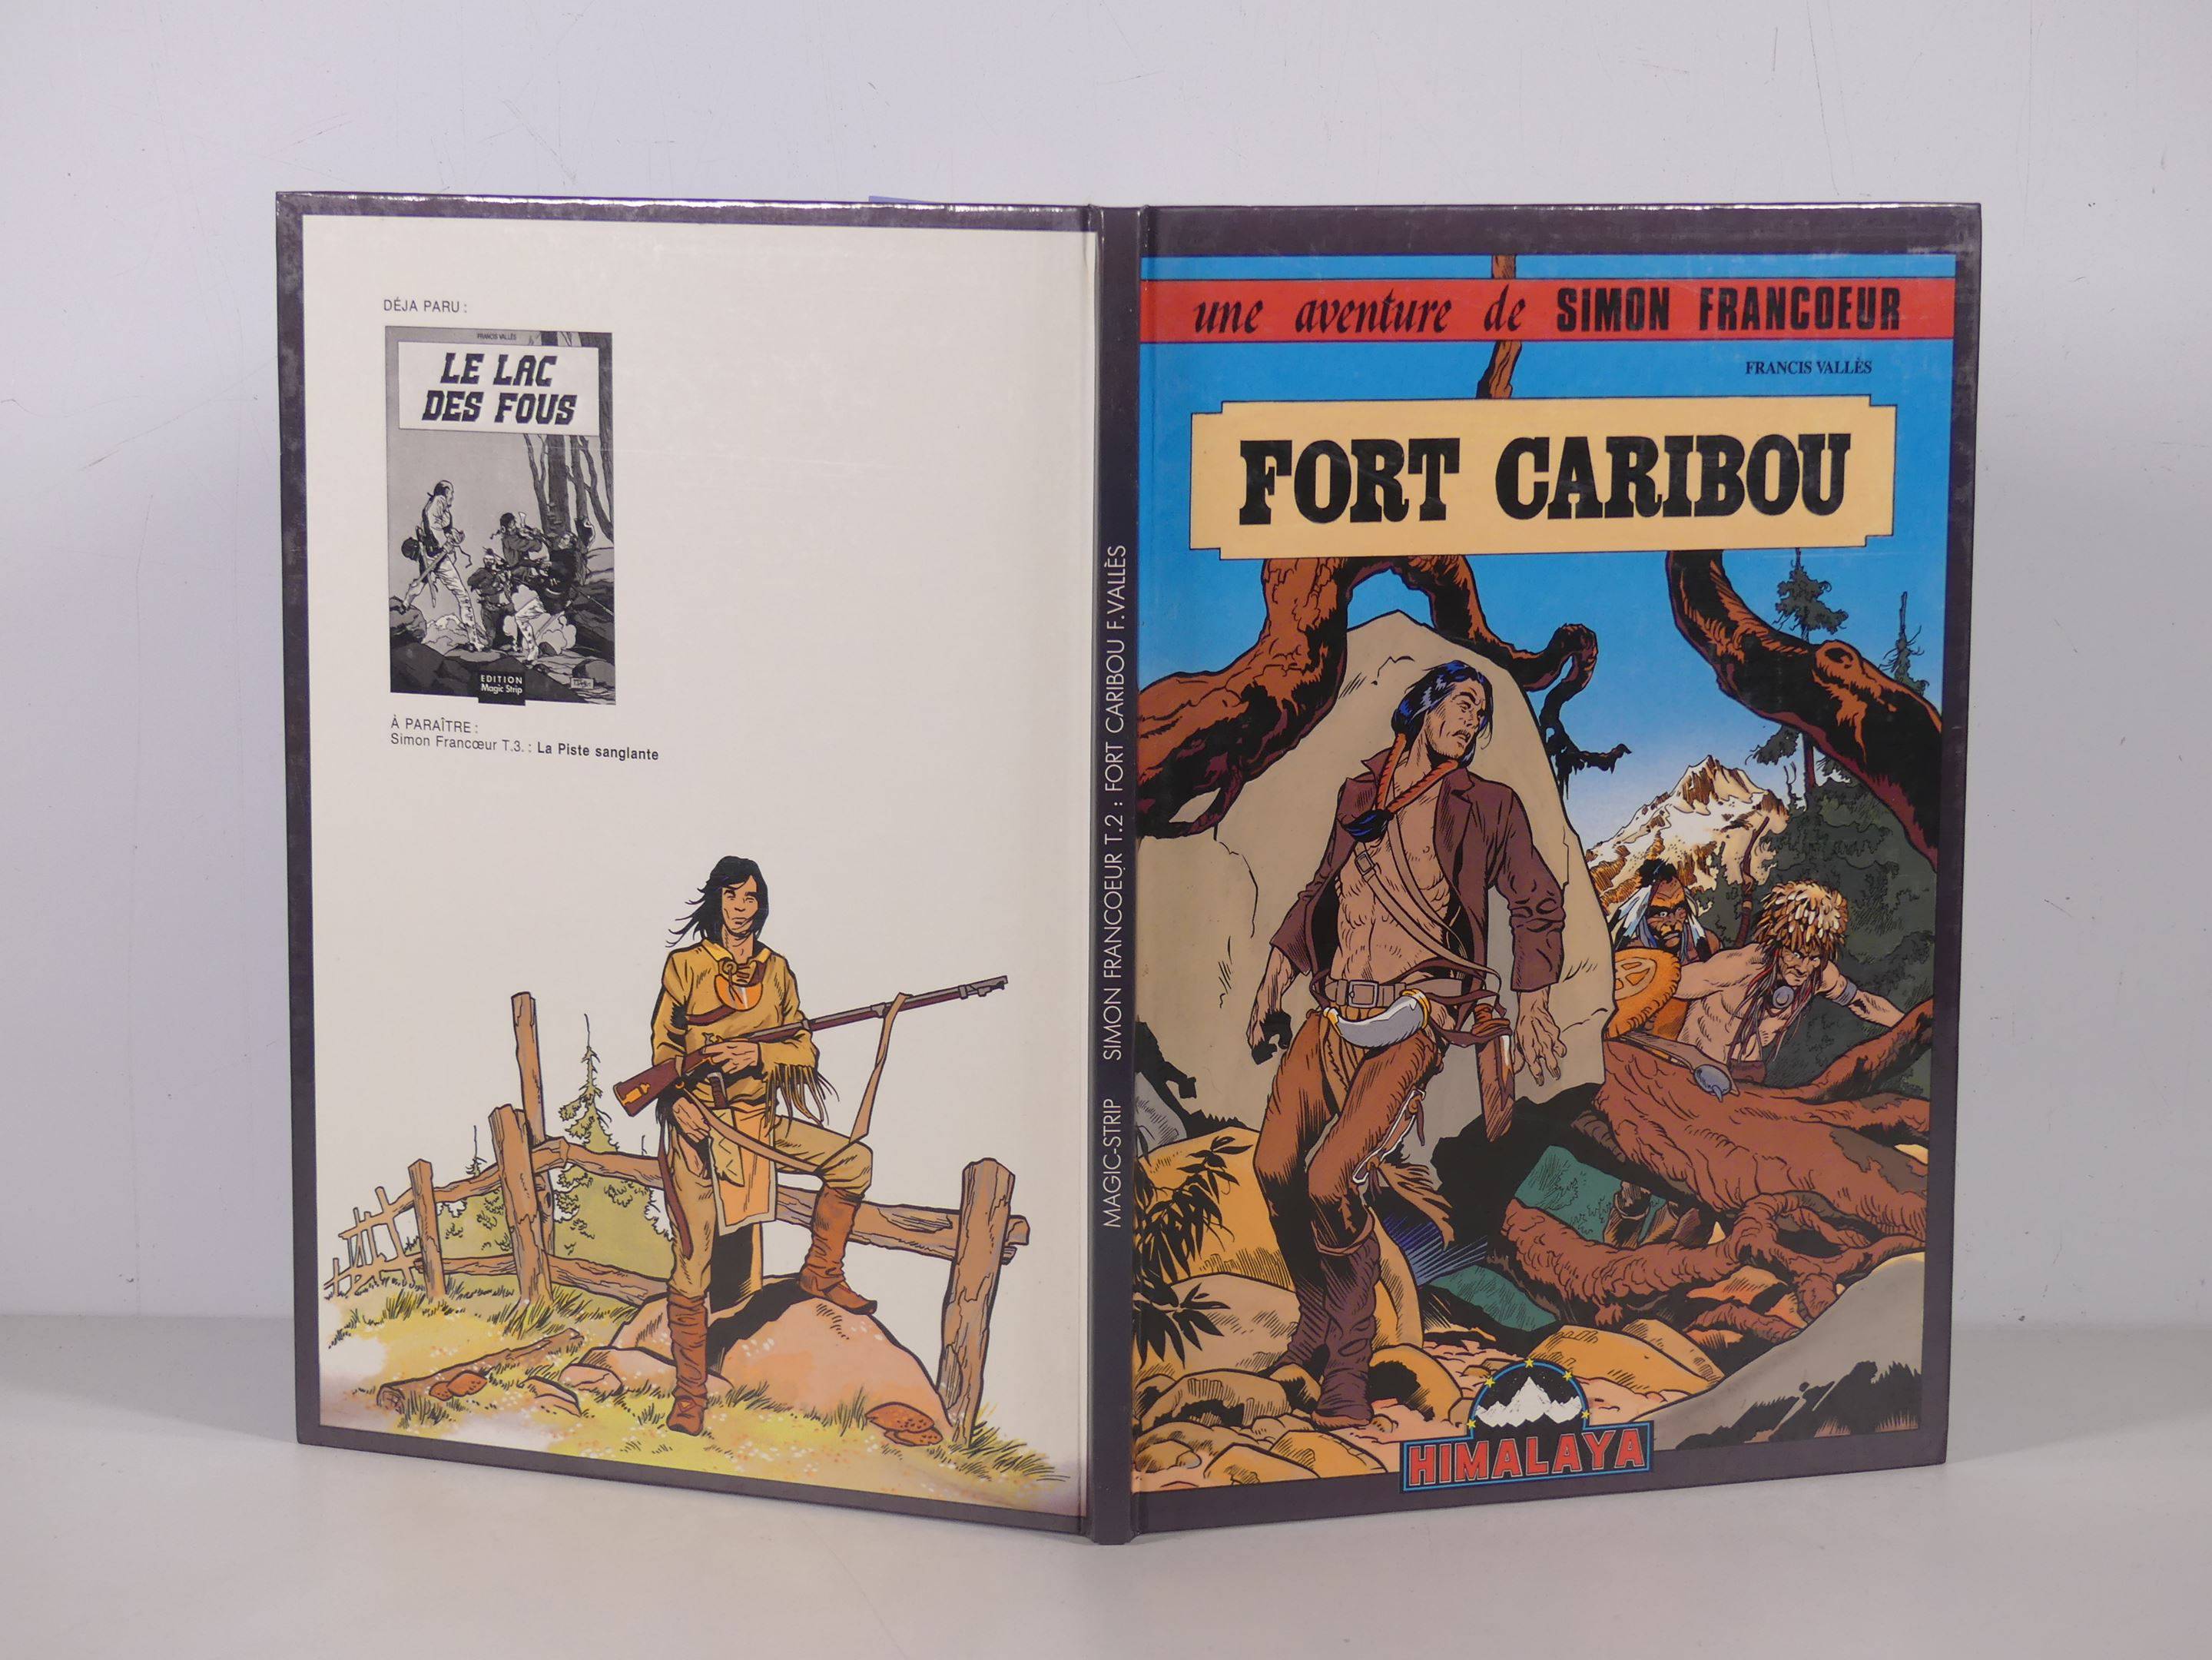 DÉJA PARU :
FRANCIS VALLÈS
LE LAC
DES FOUS
EDITION
Magic Strip
À PARAÎTRE :
Simon Francœur T.3. : La Piste sanglante
MAGIC-STRIP SIMON FRANCOEUR T.2 : FORT CARIBOU F. VALLÈS
une aventure de SIMON FRANCOEUR
FRANCIS VALLÈS
FORT CARIBOU
HIMALAYA